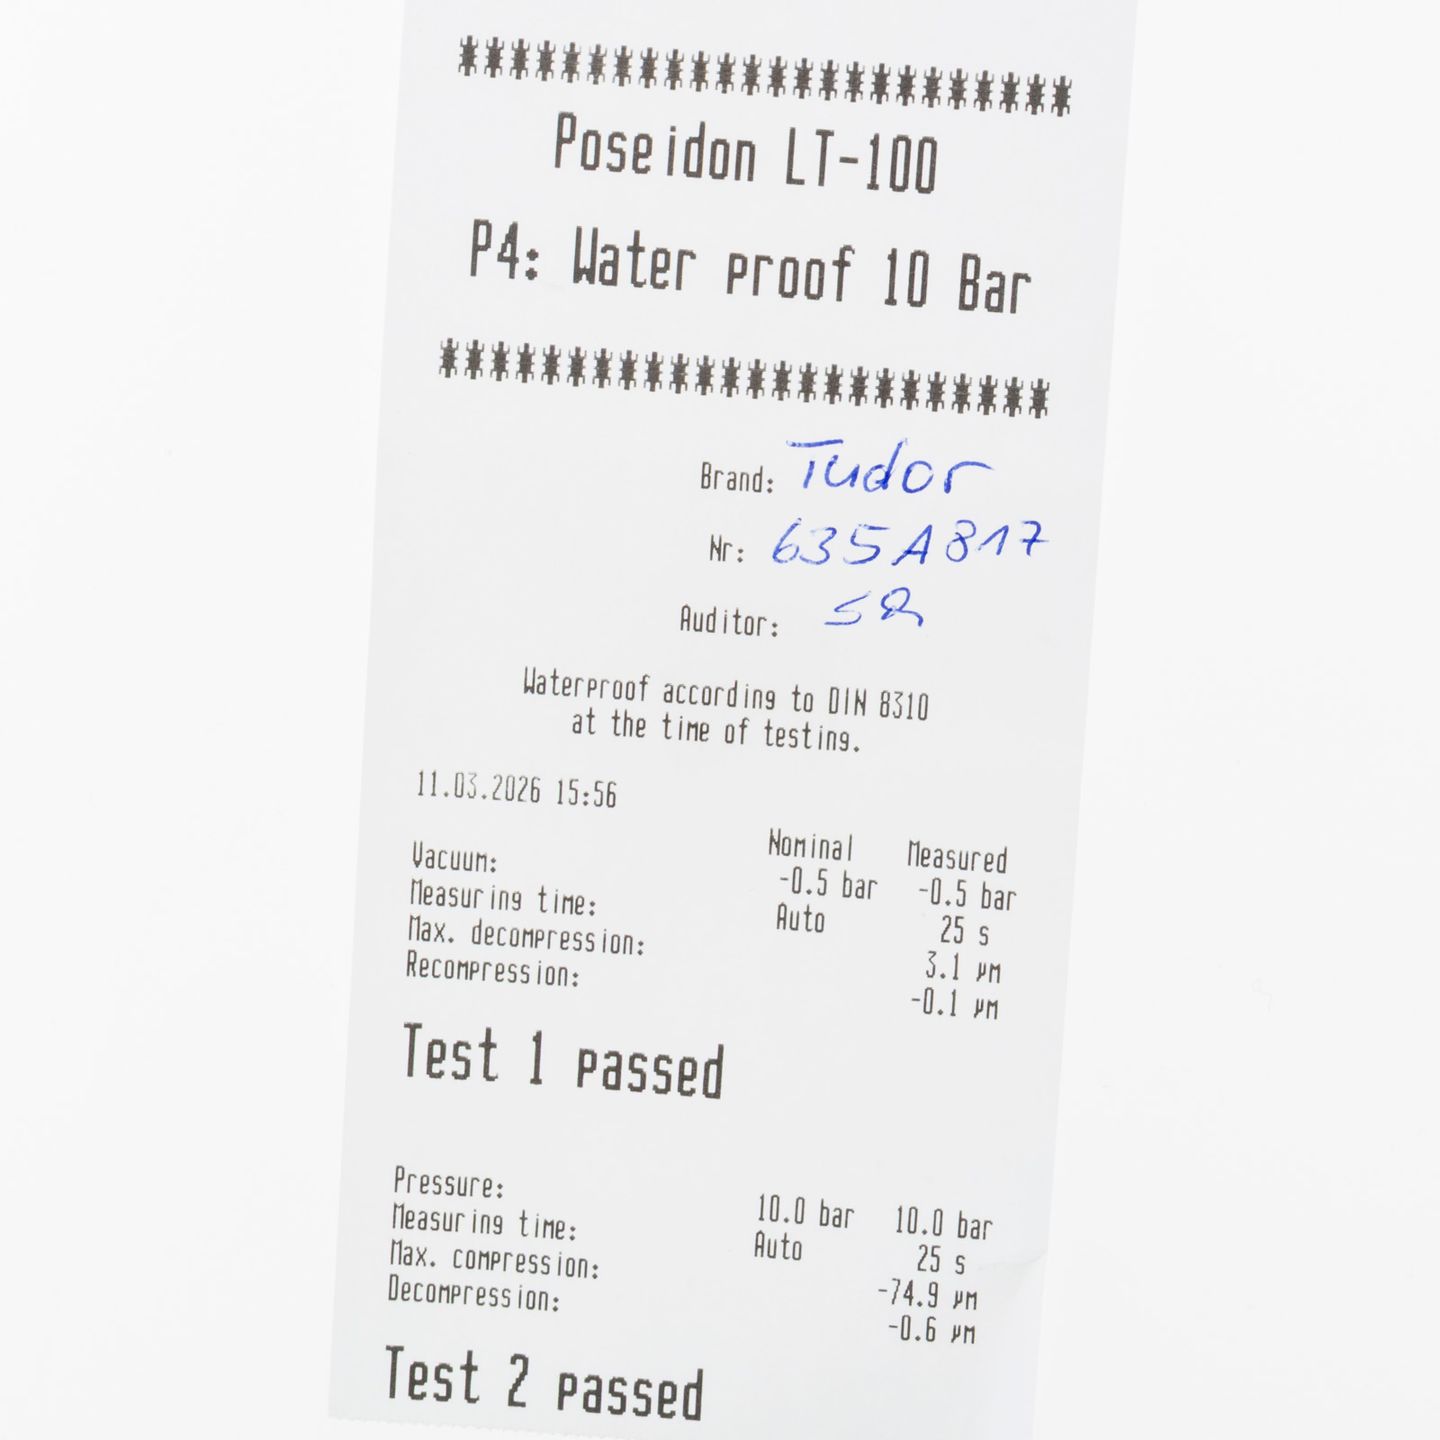 Poseidon LT-100
P4: Water proof 10 Bar
Brand: Tudor
Nr: 635A817
Auditor: SR
Waterproof according to DIN 8310
at the time of testing.
11.03.2026 15:56
Nominal Measured
Vacuum: -0.5 bar -0.5 bar
Measuring time: Auto 25 s
Max. decompression: 3.1 µm
Recompression: -0.1 µm
Test 1 passed
Pressure: 10.0 bar 10.0 bar
Measuring time: Auto 25 s
Max. compression: -74.9 µm
Decompression: -0.6 µm
Test 2 passed